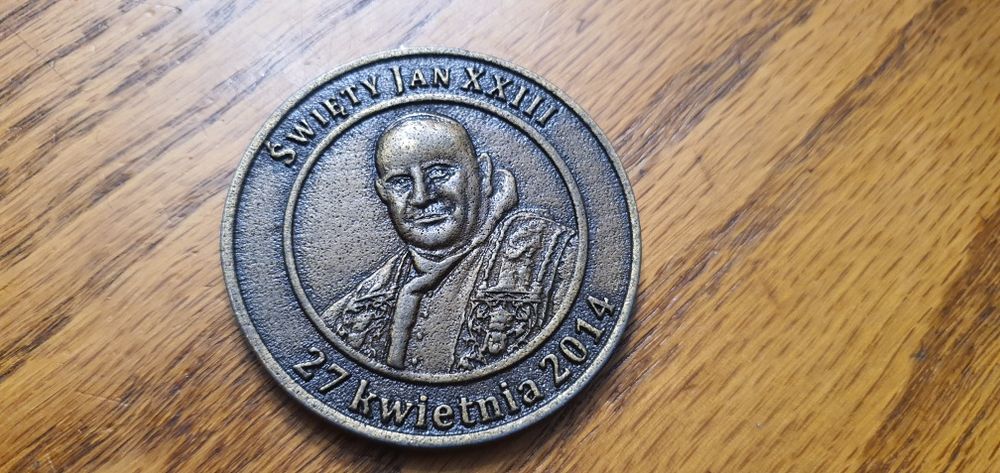 Święty Jan XXIII
27 kwietnia 2014